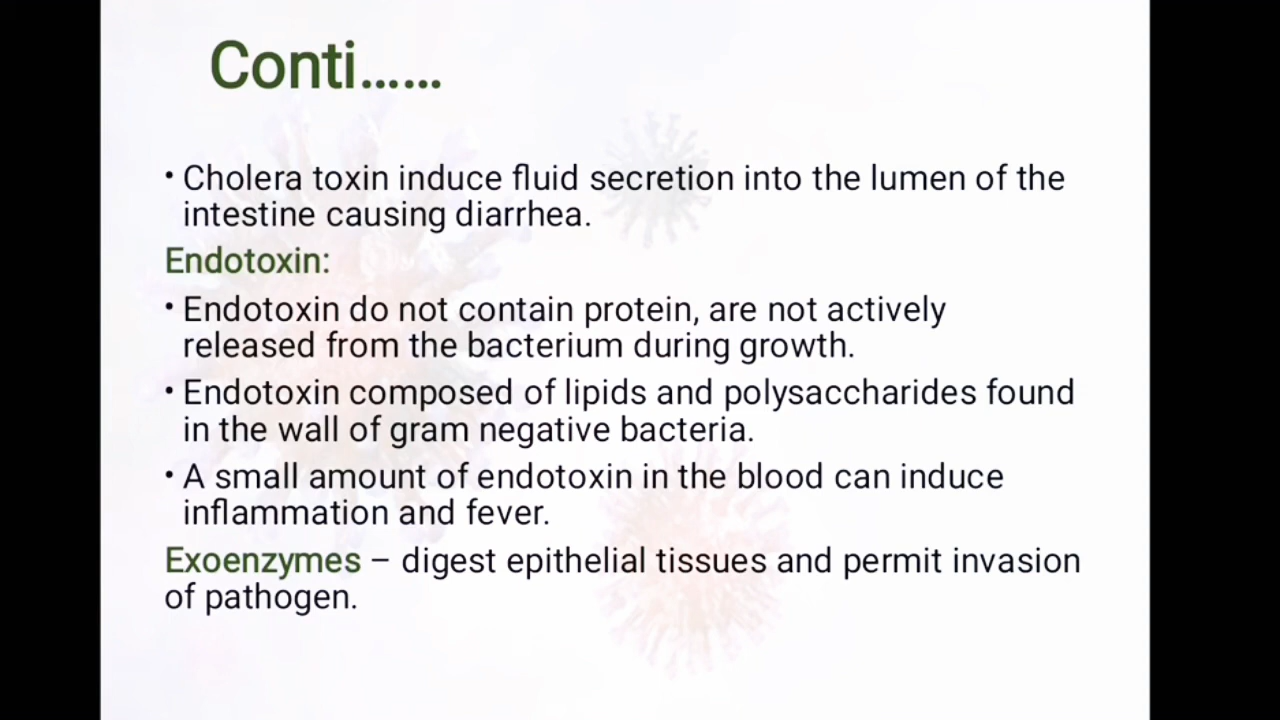 Conti......
• Cholera toxin induce fluid secretion into the lumen of the
intestine causing diarrhea.
Endotoxin:
• Endotoxin do not contain protein, are not actively
released from the bacterium during growth.
• Endotoxin composed of lipids and polysaccharides found
in the wall of gram negative bacteria.
• A small amount of endotoxin in the blood can induce
inflammation and fever.
Exoenzymes – digest epithelial tissues and permit invasion
of pathogen.